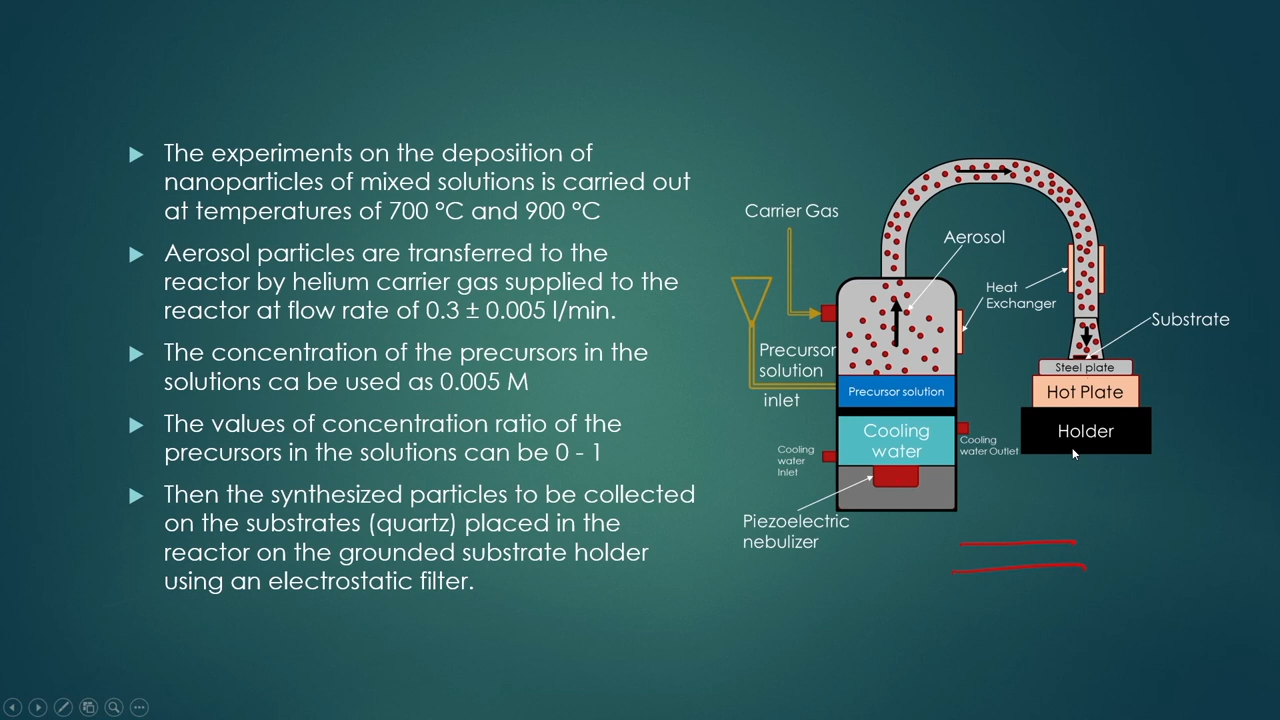 The experiments on the deposition of
nanoparticles of mixed solutions is carried out
at temperatures of 700 °C and 900 °C
Aerosol particles are transferred to the
reactor by helium carrier gas supplied to the
reactor at flow rate of 0.3 ± 0.005 l/min.
The concentration of the precursors in the
solutions ca be used as 0.005 M
The values of concentration ratio of the
precursors in the solutions can be 0 - 1
Then the synthesized particles to be collected
on the substrates (quartz) placed in the
reactor on the grounded substrate holder
using an electrostatic filter.
Carrier Gas
Aerosol
Heat
Exchanger
Substrate
Precursor
solution
inlet
Steel plate
Hot Plate
Holder
Precursor solution
Cooling
water
Cooling
water
Inlet
Cooling
water Outlet
Piezoelectric
nebulizer